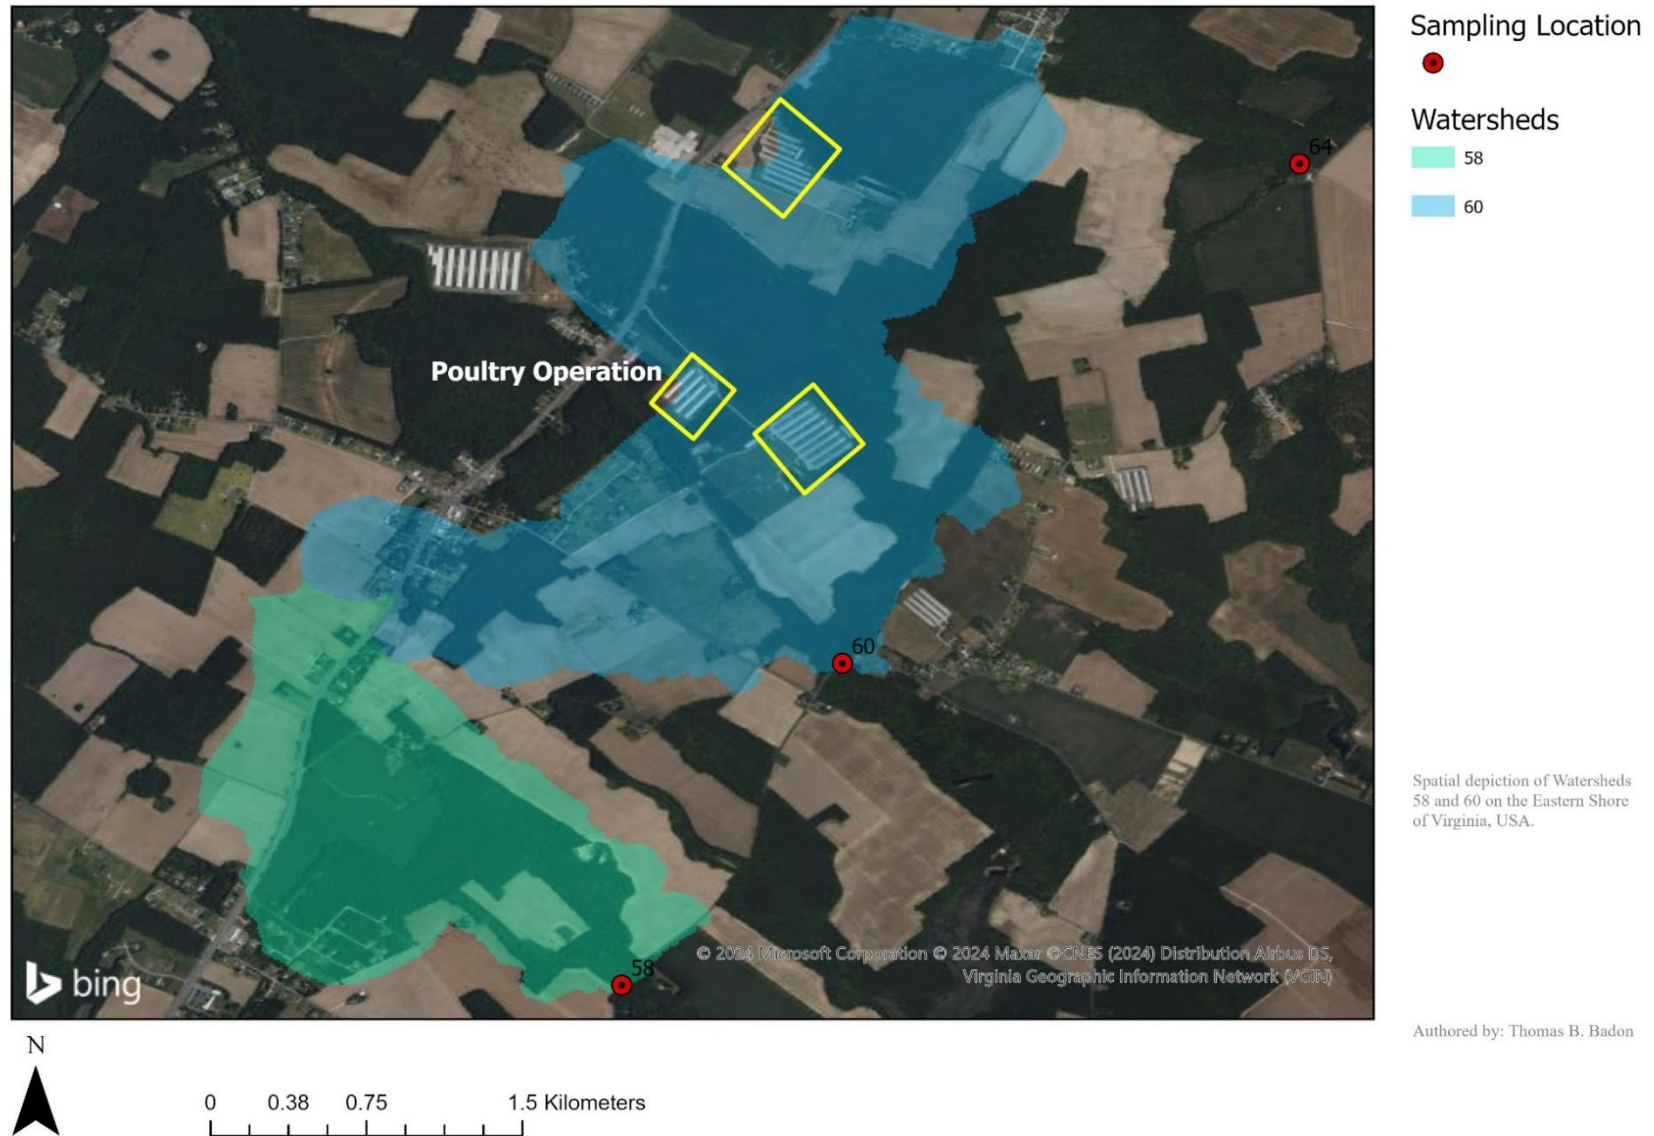 Sampling Location
Watersheds
58
60
64
Poultry Operation
60
58
Spatial depiction of Watersheds
58 and 60 on the Eastern Shore
of Virginia, USA.
© 2024 Microsoft Corporation © 2024 Maxar ©CNES (2024) Distribution Airbus DS,
Virginia Geographic Information Network (VGIN)
bing
Authored by: Thomas B. Badon
N
0 0.38 0.75 1.5 Kilometers